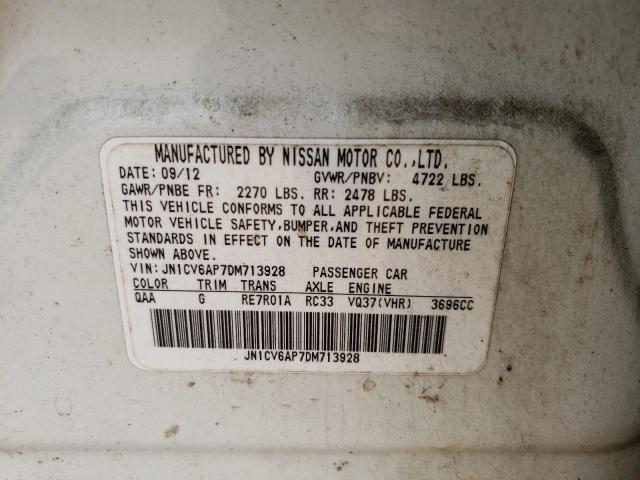 MANUFACTURED BY NISSAN MOTOR CO.,LTD.
DATE: 09/12 GVWR/PNBV: 4722 LBS.
GAWR/PNBE FR: 2270 LBS. RR: 2478 LBS.
THIS VEHICLE CONFORMS TO ALL APPLICABLE FEDERAL
MOTOR VEHICLE SAFETY,BUMPER,AND THEFT PREVENTION
STANDARDS IN EFFECT ON THE DATE OF MANUFACTURE
SHOWN ABOVE.
VIN: JN1CV6AP7DM713928 PASSENGER CAR
COLOR TRIM TRANS AXLE ENGINE
QAA G RE7R01A RC33 VQ37(VHR) 3696CC
JN1CV6AP7DM713928